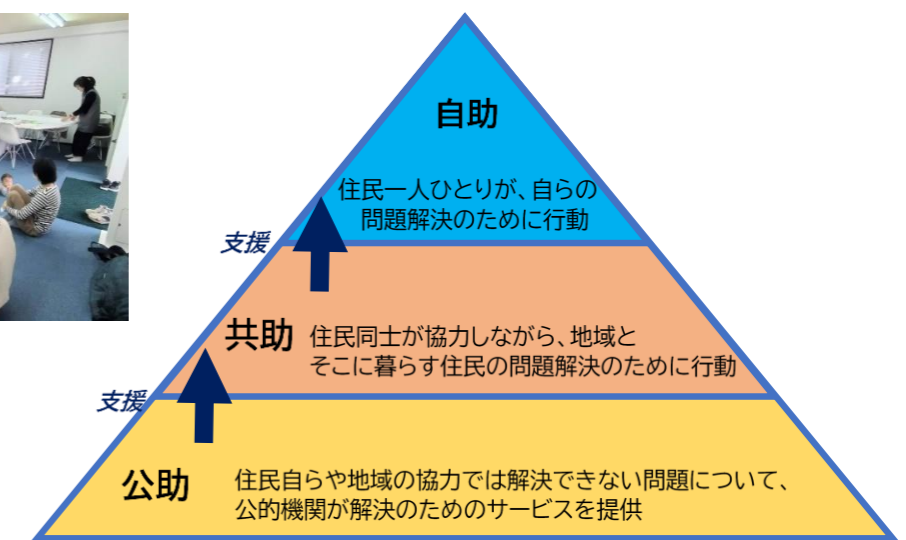 自助
住民一人ひとりが、自らの
問題解決のために行動
支援
共助
住民同士が協力しながら、地域と
そこに暮らす住民の問題解決のために行動
支援
公助
住民自らや地域の協力では解決できない問題について、
公的機関が解決のためのサービスを提供